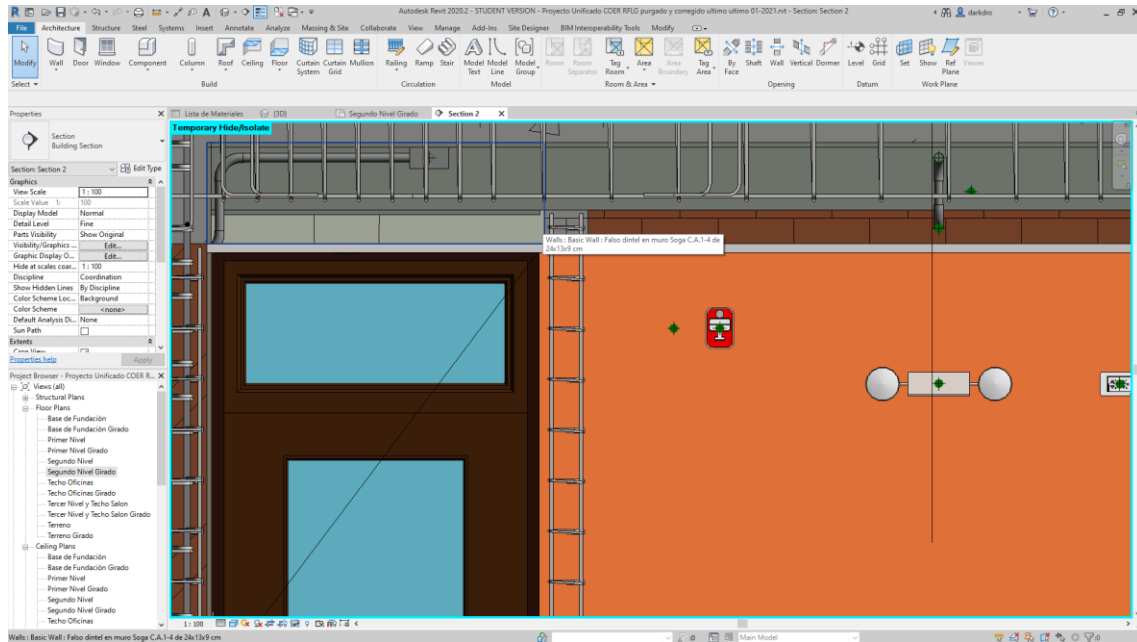 Autodesk Revit 2020.2 - STUDENT VERSION - Proyecto Unificado COER RFLG purgado y corregido ultimo ultimo 01-2021.rvt - Section: Section 2
darkdro
File Architecture Structure Steel Systems Insert Annotate Analyze Massing & Site Collaborate View Manage Add-Ins Site Designer BIM Interoperability Tools Modify
Modify Wall Door Window Component Column Roof Ceiling Floor Curtain System Curtain Grid Mullion Railing Ramp Stair Model Text Model Line Model Group Room Room Separator Tag Room Area Area Boundary Tag Area By Face Shaft Wall Vertical Dormer Level Grid Set Show Ref Plane Viewer
Select Build Circulation Model Room & Area Opening Datum Work Plane
Properties
Lista de Materiales {3D} Segundo Nivel Girado Section 2
Temporary Hide/Isolate
Section
Building Section
Section: Section 2 Edit Type
Graphics
View Scale 1 : 100
Scale Value 1: 100
Display Model Normal
Detail Level Fine
Parts Visibility Show Original
Visibility/Graphics ... Edit...
Graphic Display O... Edit...
Hide at scales coar... 1 : 100
Discipline Coordination
Show Hidden Lines By Discipline
Color Scheme Loc... Background
Color Scheme <none>
Default Analysis Di... None
Sun Path
Extents
Crop View
Properties help Apply
Walls : Basic Wall : Falso dintel en muro Soga C.A.1-4 de
24x13x9 cm
Project Browser - Proyecto Unificado COER R...
Views (all)
Structural Plans
Floor Plans
Base de Fundación
Base de Fundación Girado
Primer Nivel
Primer Nivel Girado
Segundo Nivel
Segundo Nivel Girado
Techo Oficinas
Techo Oficinas Girado
Tercer Nivel y Techo Salon
Tercer Nivel y Techo Salon Girado
Terreno
Terreno Girado
Ceiling Plans
Base de Fundación
Base de Fundación Girado
Primer Nivel
Primer Nivel Girado
Segundo Nivel
Segundo Nivel Girado
Techo Oficinas
1 : 100
Walls : Basic Wall : Falso dintel en muro Soga C.A.1-4 de 24x13x9 cm
:0 Main Model :0